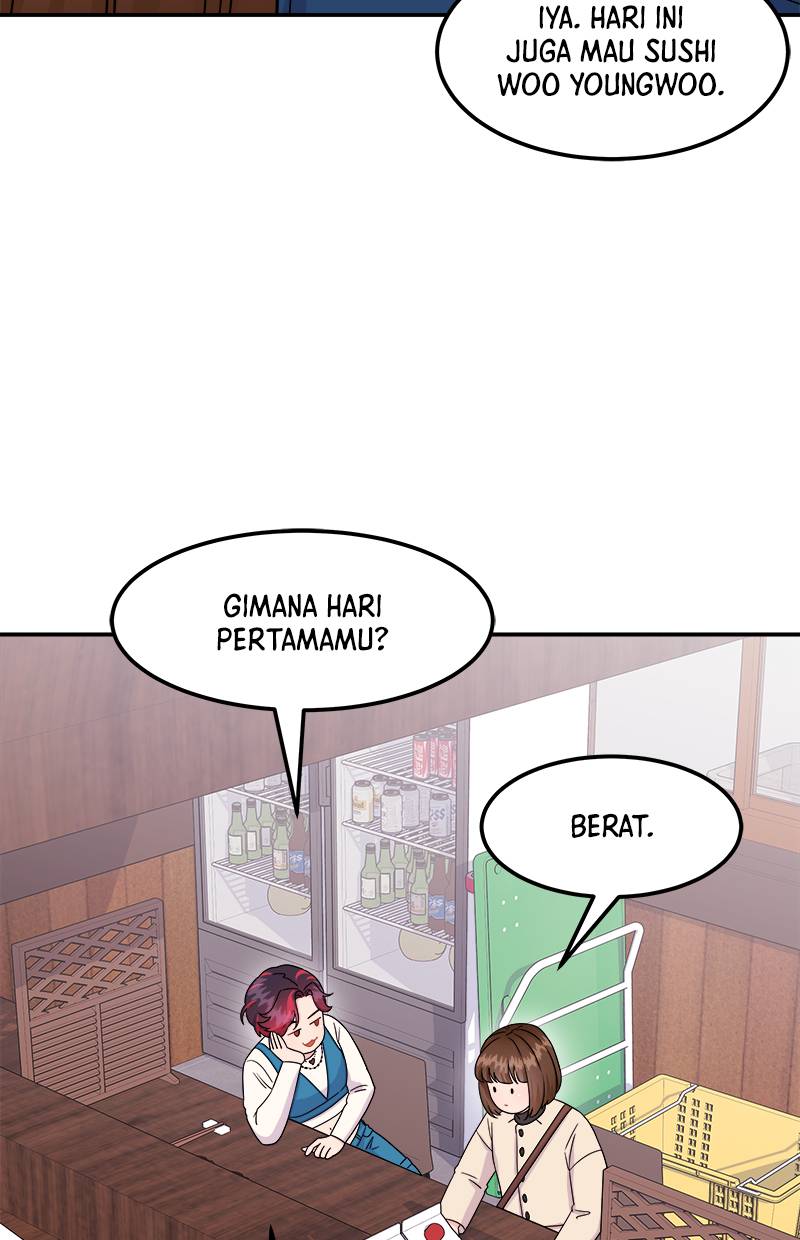 IYA. HARI INI
JUGA MAU SUSHI
WOO YOUNGWOO.
GIMANA HARI
PERTAMAMU?
BERAT.